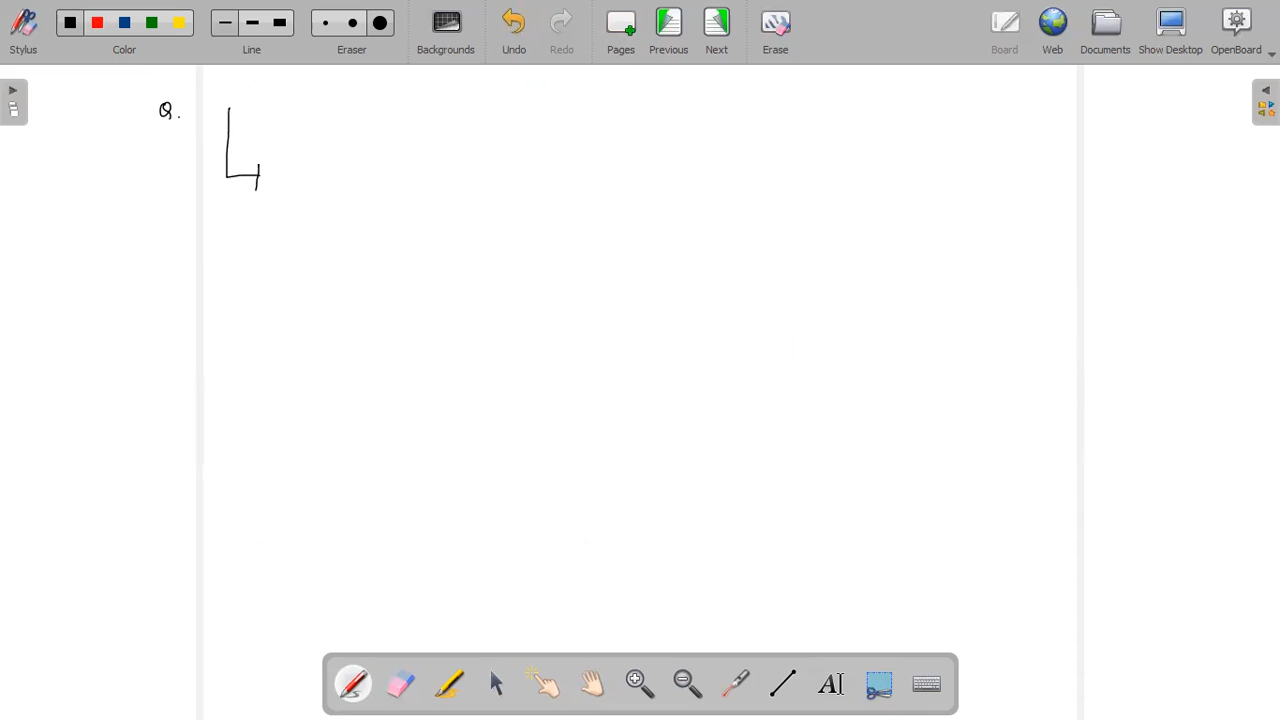 Stylus
Color
Line
Eraser
Backgrounds
Undo
Redo
Pages
Previous
Next
Erase
Board
Web
Documents
Show Desktop
OpenBoard
Q.
L
A